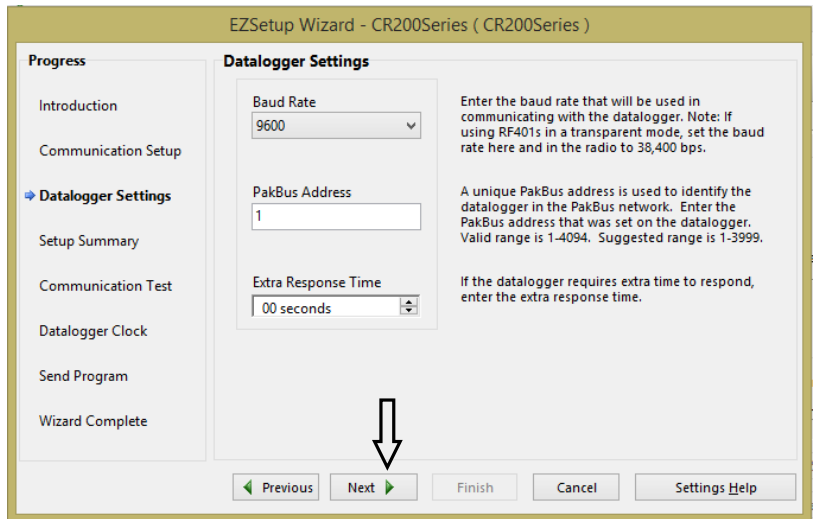 EZSetup Wizard - CR200Series ( CR200Series )
Progress
Introduction
Communication Setup
Datalogger Settings
Setup Summary
Communication Test
Datalogger Clock
Send Program
Wizard Complete
Datalogger Settings
Baud Rate
9600
Enter the baud rate that will be used in
communicating with the datalogger. Note: If
using RF401s in a transparent mode, set the baud
rate here and in the radio to 38,400 bps.
PakBus Address
1
A unique PakBus address is used to identify the
datalogger in the PakBus network. Enter the
PakBus address that was set on the datalogger.
Valid range is 1-4094. Suggested range is 1-3999.
Extra Response Time
00 seconds
If the datalogger requires extra time to respond,
enter the extra response time.
Previous
Next
Finish
Cancel
Settings Help